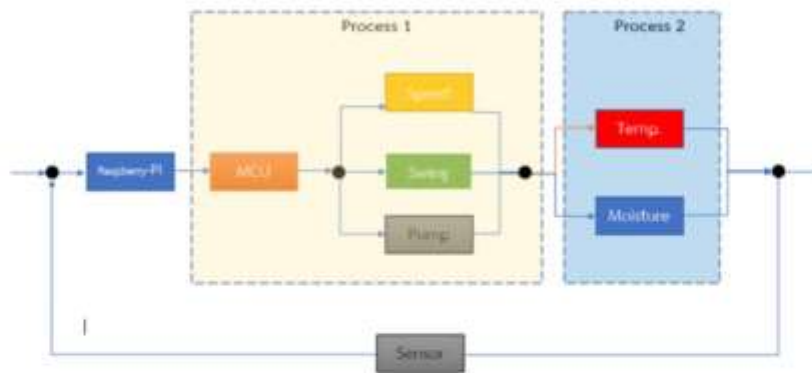 Process 1
Process 2
Speed
Temp.
Raspberry-PI
MCU
Swing
Moisture
Pump
Sensor